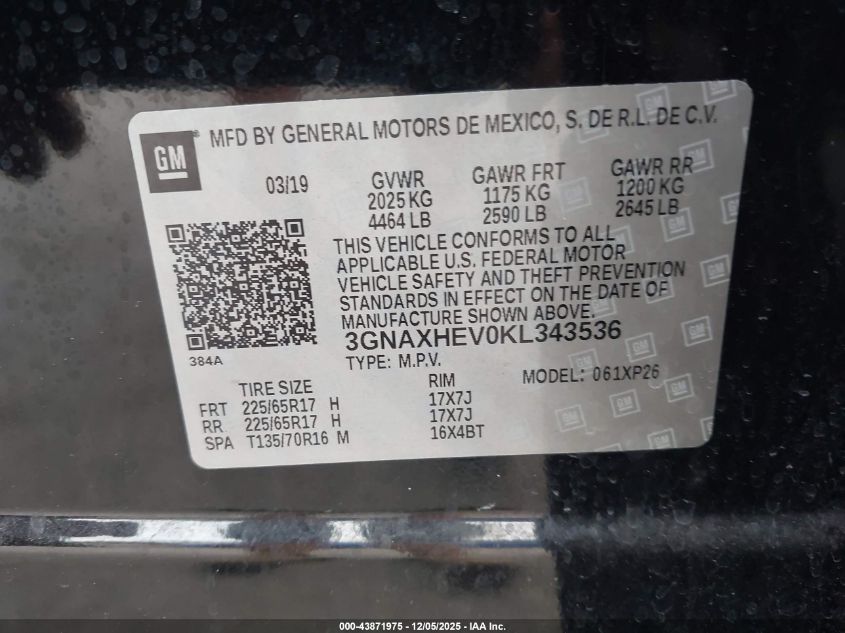 GM
MFD BY GENERAL MOTORS DE MEXICO, S. DE R.L. DE C.V.
03/19 GVWR GAWR FRT GAWR RR
2025 KG 1175 KG 1200 KG
4464 LB 2590 LB 2645 LB
THIS VEHICLE CONFORMS TO ALL
APPLICABLE U.S. FEDERAL MOTOR
VEHICLE SAFETY AND THEFT PREVENTION
STANDARDS IN EFFECT ON THE DATE OF
MANUFACTURE SHOWN ABOVE.
3GNAXHEV0KL343536
384A
TYPE: M.P.V. MODEL: 061XP26
TIRE SIZE RIM
FRT 225/65R17 H 17X7J
RR 225/65R17 H 17X7J
SPA T135/70R16 M 16X4BT
000-43871975 - 12/05/2025 - IAA Inc.